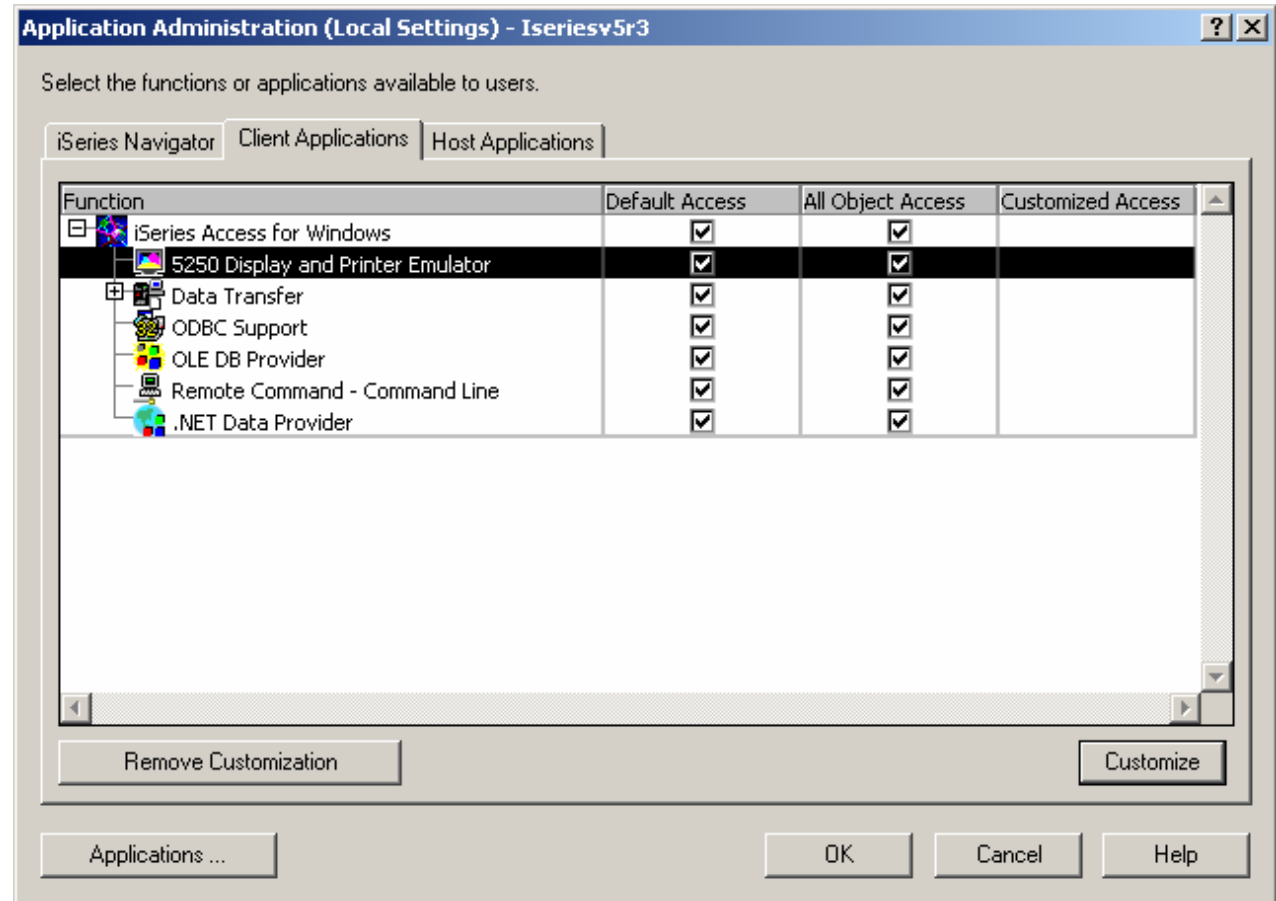 Application Administration (Local Settings) - Iseriesv5r3
Select the functions or applications available to users.
iSeries Navigator Client Applications Host Applications
Function Default Access All Object Access Customized Access
iSeries Access for Windows
5250 Display and Printer Emulator
Data Transfer
ODBC Support
OLE DB Provider
Remote Command - Command Line
.NET Data Provider
Remove Customization Customize
Applications ... OK Cancel Help